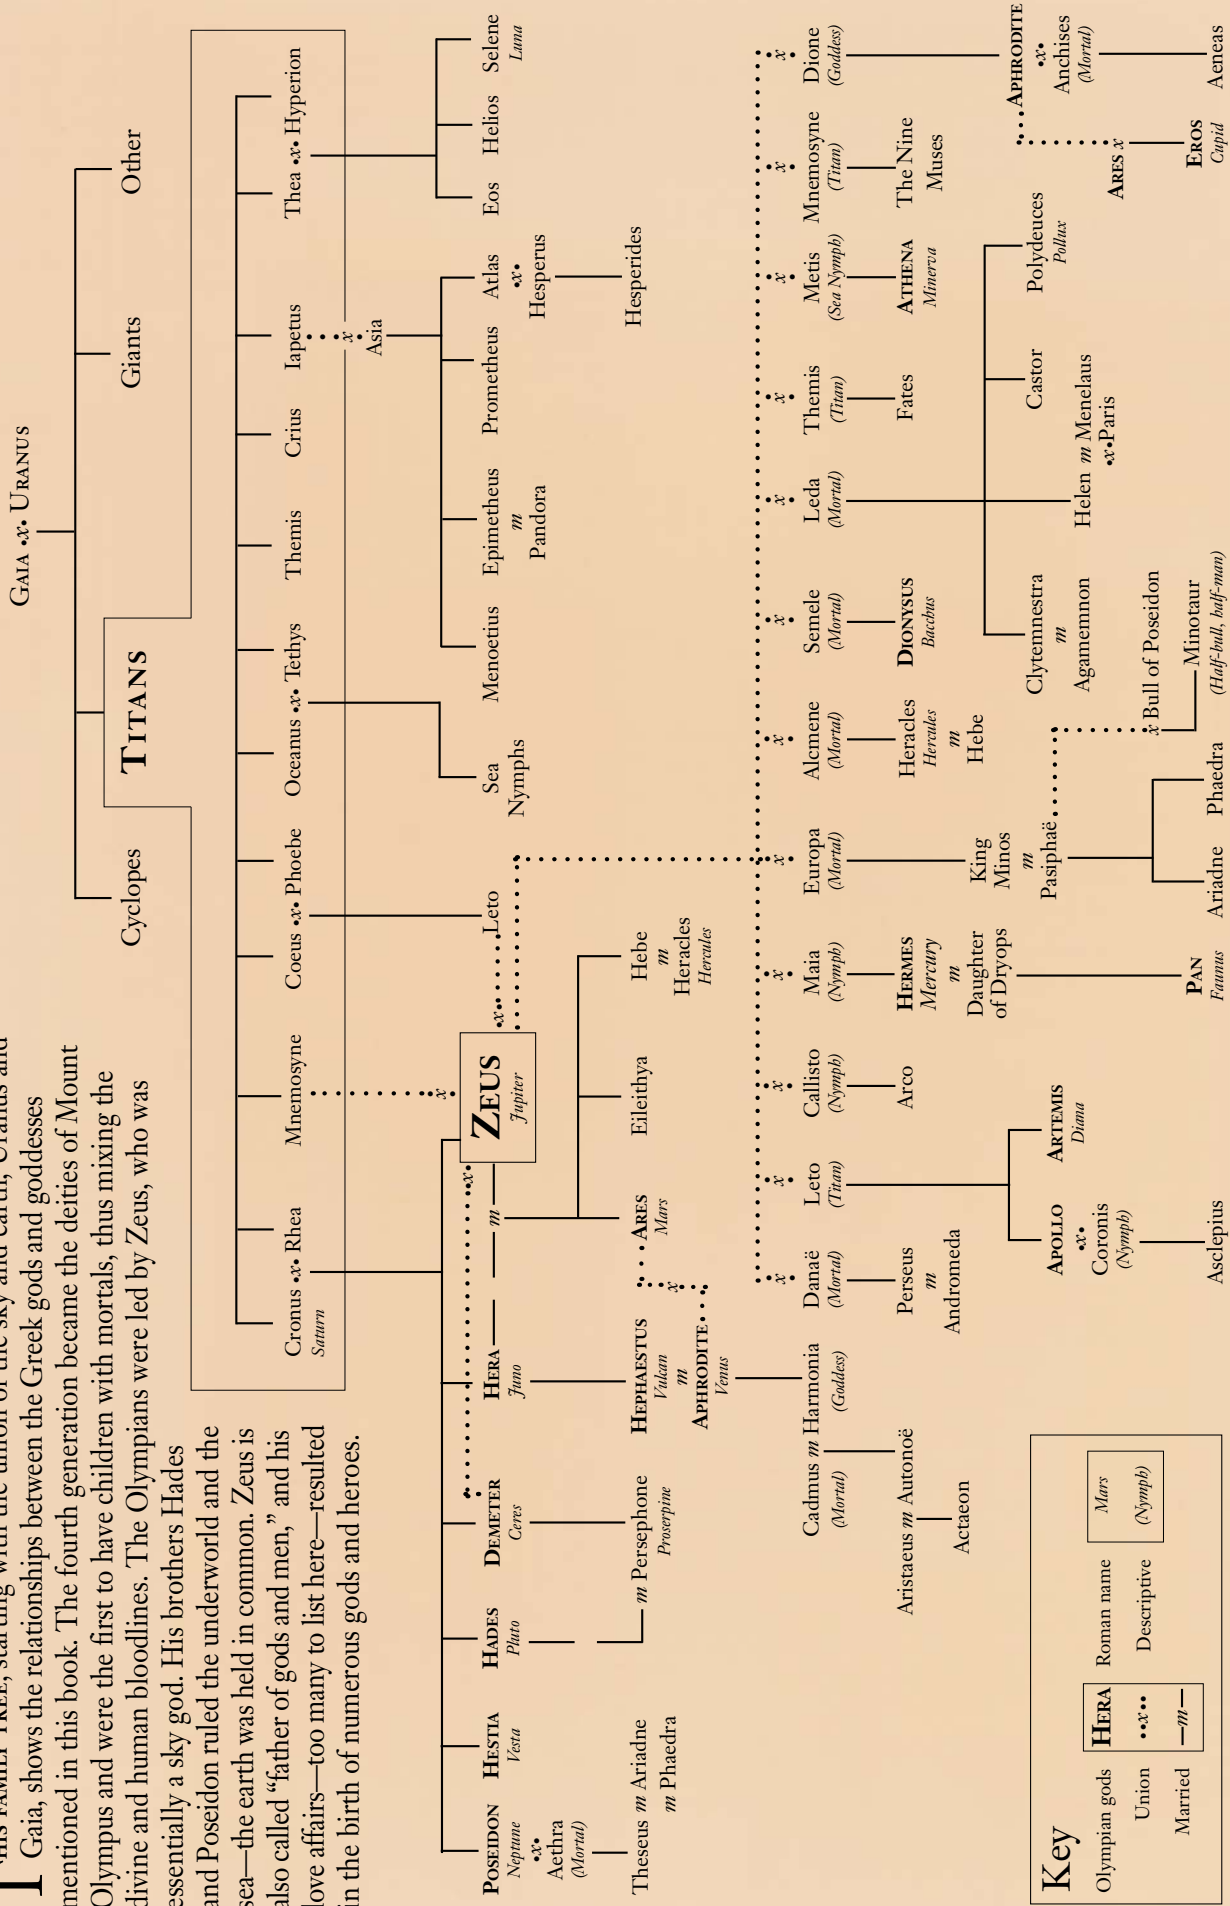 THIS FAMILY TREE, starting with the union of the sky and earth, Uranus and
Gaia, shows the relationships between the Greek gods and goddesses
mentioned in this book. The fourth generation became the deities of Mount
Olympus and were the first to have children with mortals, thus mixing the
divine and human bloodlines. The Olympians were led by Zeus, who was
essentially a sky god. His brothers Hades
and Poseidon ruled the underworld and the
sea—the earth was held in common. Zeus is
also called “father of gods and men,” and his
love affairs—too many to list here—resulted
in the birth of numerous gods and heroes.
GAIA •x• URANUS
Cyclopes
TITANS
Giants
Other
Cronus •x• Rhea
Saturn
Mnemosyne
Coeus •x• Phoebe
Oceanus •x• Tethys
Themis
Crius
Iapetus
x
Asia
Thea •x• Hyperion
POSEIDON
Neptune
•x•
Aethra
(Mortal)
HESTIA
Vesta
HADES
Pluto
DEMETER
Ceres
HERA
Juno
m
x
ZEUS
Jupiter
x
x
Leto
Sea
Nymphs
Menoetius
Epimetheus
m
Pandora
Prometheus
Atlas
•x•
Hesperus
Hesperides
Eos
Helios
Selene
Luna
Theseus m Ariadne
m Phaedra
m Persephone
Proserpine
HEPHAESTUS
Vulcan
m
APHRODITE
Venus
x
ARES
Mars
Eileithya
Hebe
m
Heracles
Hercules
Cadmus m Harmonia
(Mortal) (Goddess)
Aristaeus m Autonoë
Actaeon
x
Danaë
(Mortal)
Perseus
m
Andromeda
x
Leto
(Titan)
APOLLO
•x•
Coronis
(Nymph)
Asclepius
ARTEMIS
Diana
x
Callisto
(Nymph)
Arco
x
Maia
(Nymph)
HERMES
Mercury
m
Daughter
of Dryops
PAN
Faunus
x
Europa
(Mortal)
King
Minos
m
Pasiphaë
Ariadne
Phaedra
x Bull of Poseidon
Minotaur
(Half-bull, half-man)
x
Alcmene
(Mortal)
Heracles
Hercules
m
Hebe
x
Semele
(Mortal)
DIONYSUS
Bacchus
x
Leda
(Mortal)
Clytemnestra
m
Agamemnon
Helen m Menelaus
•x•Paris
Castor
Polydeuces
Pollux
x
Themis
(Titan)
Fates
x
Metis
(Sea Nymph)
ATHENA
Minerva
x
Mnemosyne
(Titan)
The Nine
Muses
x
Dione
(Goddess)
APHRODITE
•x•
Anchises
(Mortal)
Aeneas
ARES x
EROS
Cupid
Key
Olympian gods HERA Roman name Mars
Union ••x•• Descriptive (Nymph)
Married —m—